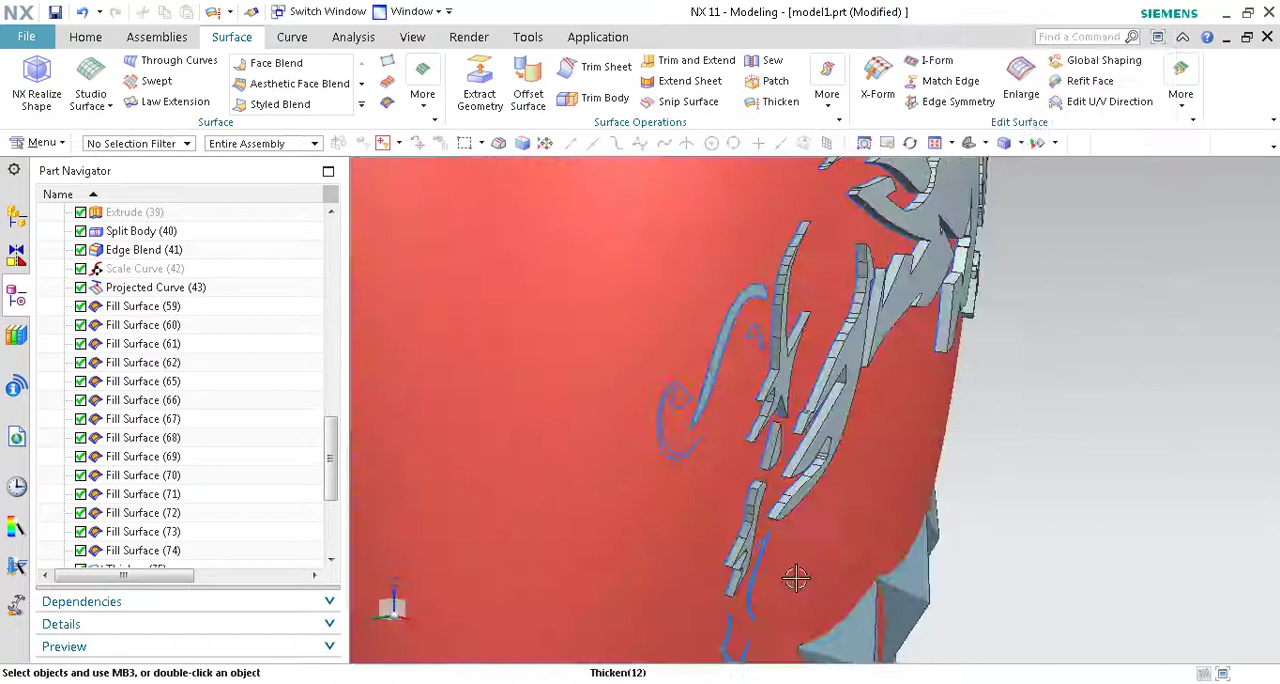 NX Switch Window Window NX 11 - Modeling - [model1.prt (Modified) ] SIEMENS
File Home Assemblies Surface Curve Analysis View Render Tools Application Find a Command
NX Realize Shape Studio Surface Through Curves Swept Law Extension Face Blend Aesthetic Face Blend Styled Blend More Extract Geometry Offset Surface Trim Sheet Trim Body Trim and Extend Extend Sheet Snip Surface Sew Patch Thicken More X-Form I-Form Match Edge Edge Symmetry Enlarge Global Shaping Refit Face Edit U/V Direction More
Surface Surface Operations Edit Surface
Menu No Selection Filter Entire Assembly
Part Navigator
Name
Extrude (39)
Split Body (40)
Edge Blend (41)
Scale Curve (42)
Projected Curve (43)
Fill Surface (59)
Fill Surface (60)
Fill Surface (61)
Fill Surface (62)
Fill Surface (65)
Fill Surface (66)
Fill Surface (67)
Fill Surface (68)
Fill Surface (69)
Fill Surface (70)
Fill Surface (71)
Fill Surface (72)
Fill Surface (73)
Fill Surface (74)
Dependencies
Details
Preview
Select objects and use MB3, or double-click an object Thicken(12)